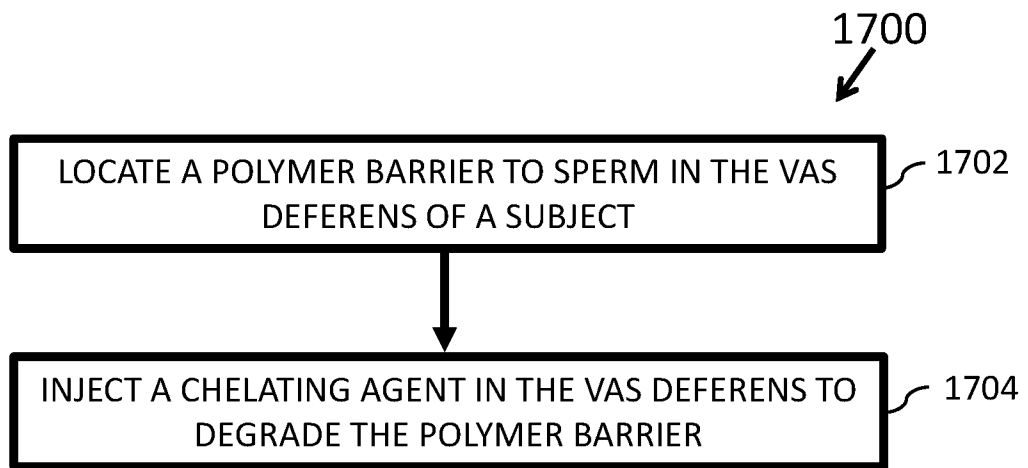 1700
LOCATE A POLYMER BARRIER TO SPERM IN THE VAS
DEFERENS OF A SUBJECT
1702
INJECT A CHELATING AGENT IN THE VAS DEFERENS TO
DEGRADE THE POLYMER BARRIER
1704